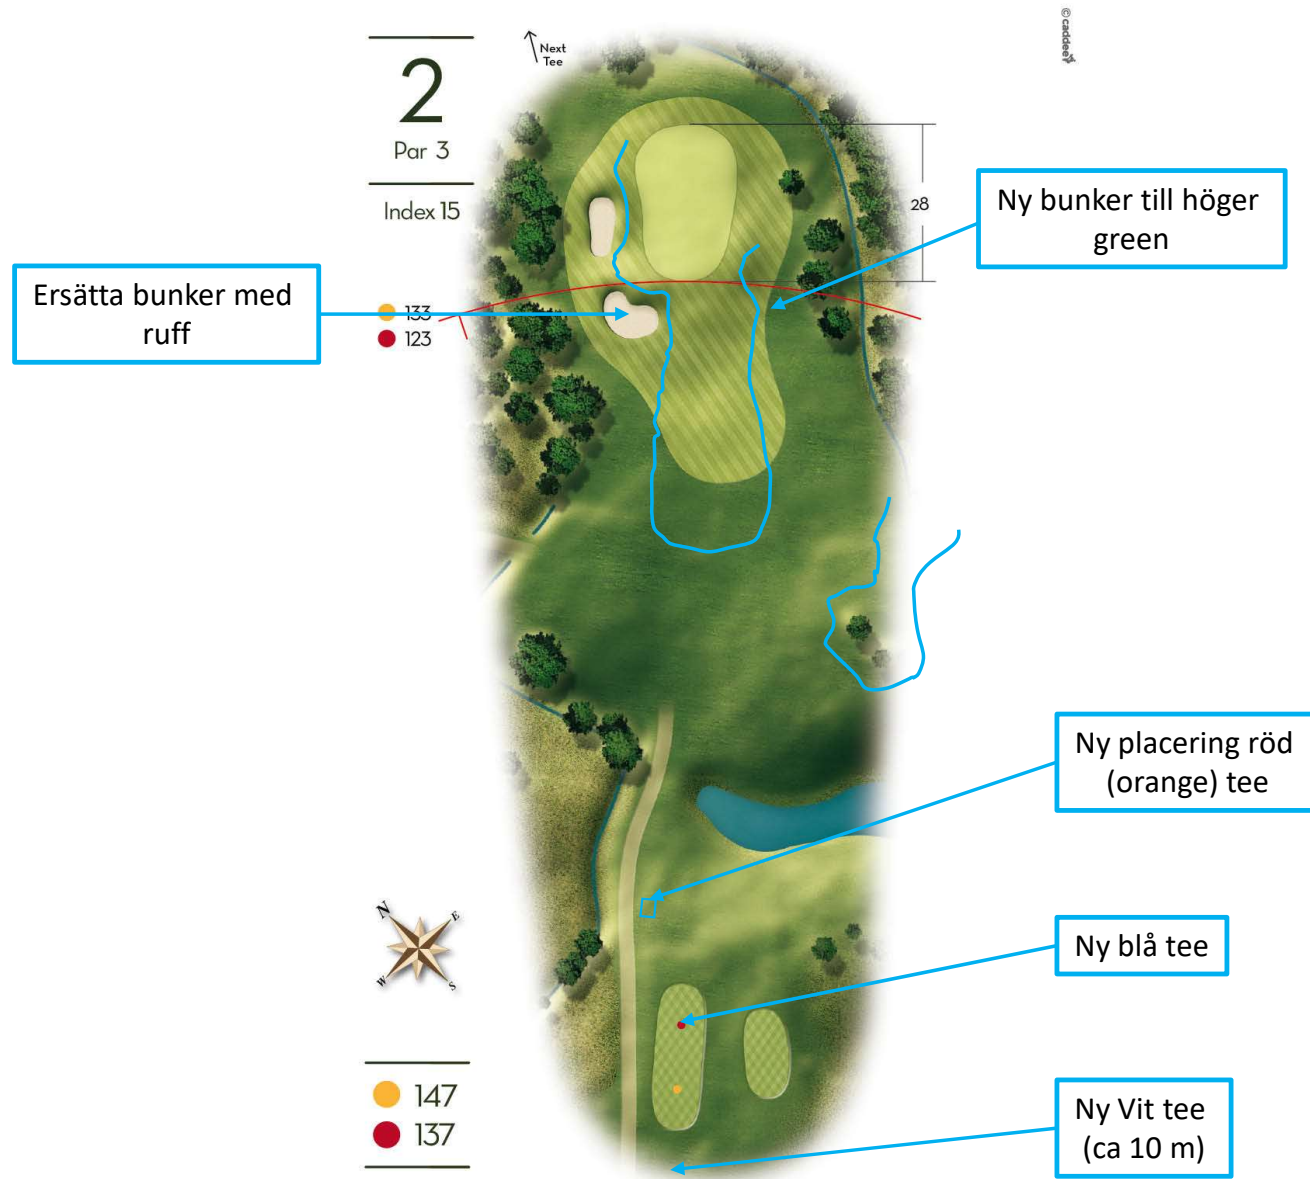 © caddee
Next
Tee
2
Par 3
Index 15
28
Ny bunker till höger
green
Ersätta bunker med
ruff
133
123
Ny placering röd
(orange) tee
N
E
W
S
Ny blå tee
147
137
Ny Vit tee
(ca 10 m)